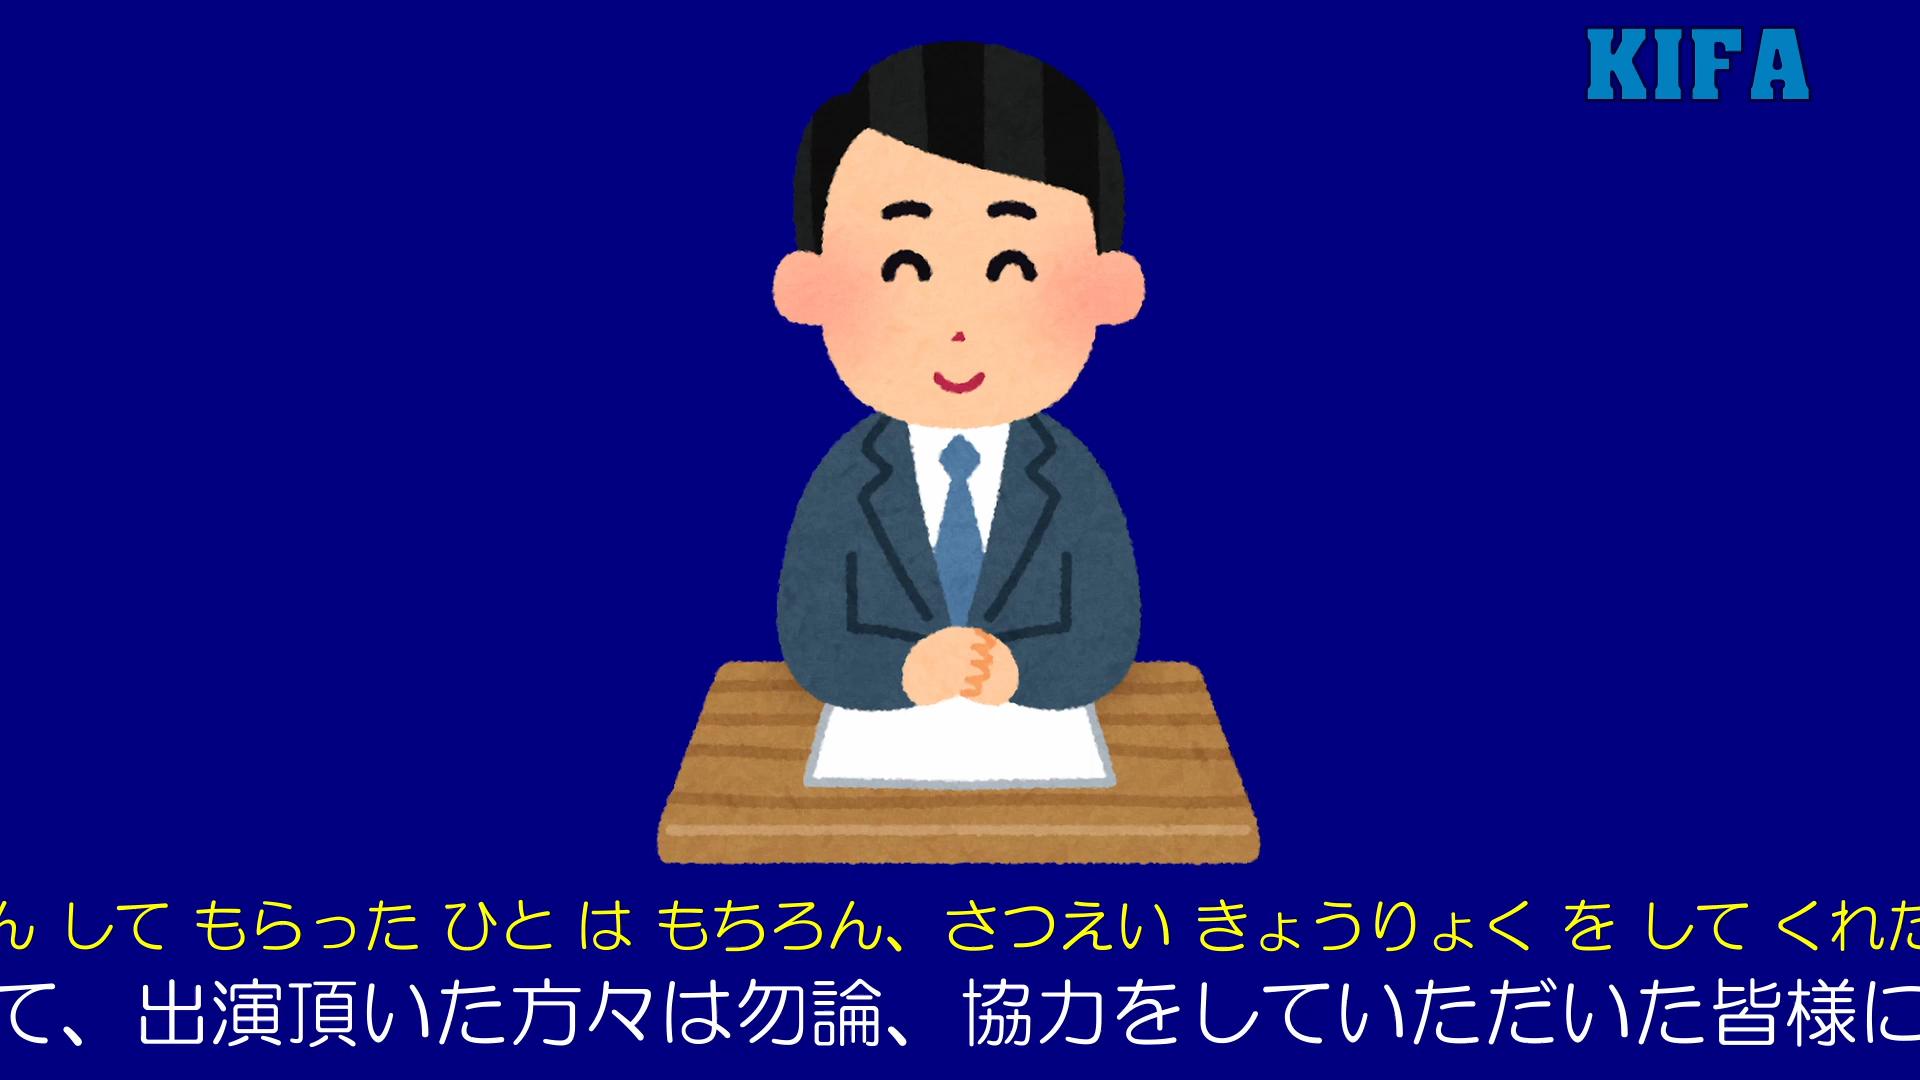 KIFA
ん して もらった ひと は もちろん、さつえい きょうりょく を して くれた
て、出演頂いた方々は勿論、協力をしていただいた皆様に